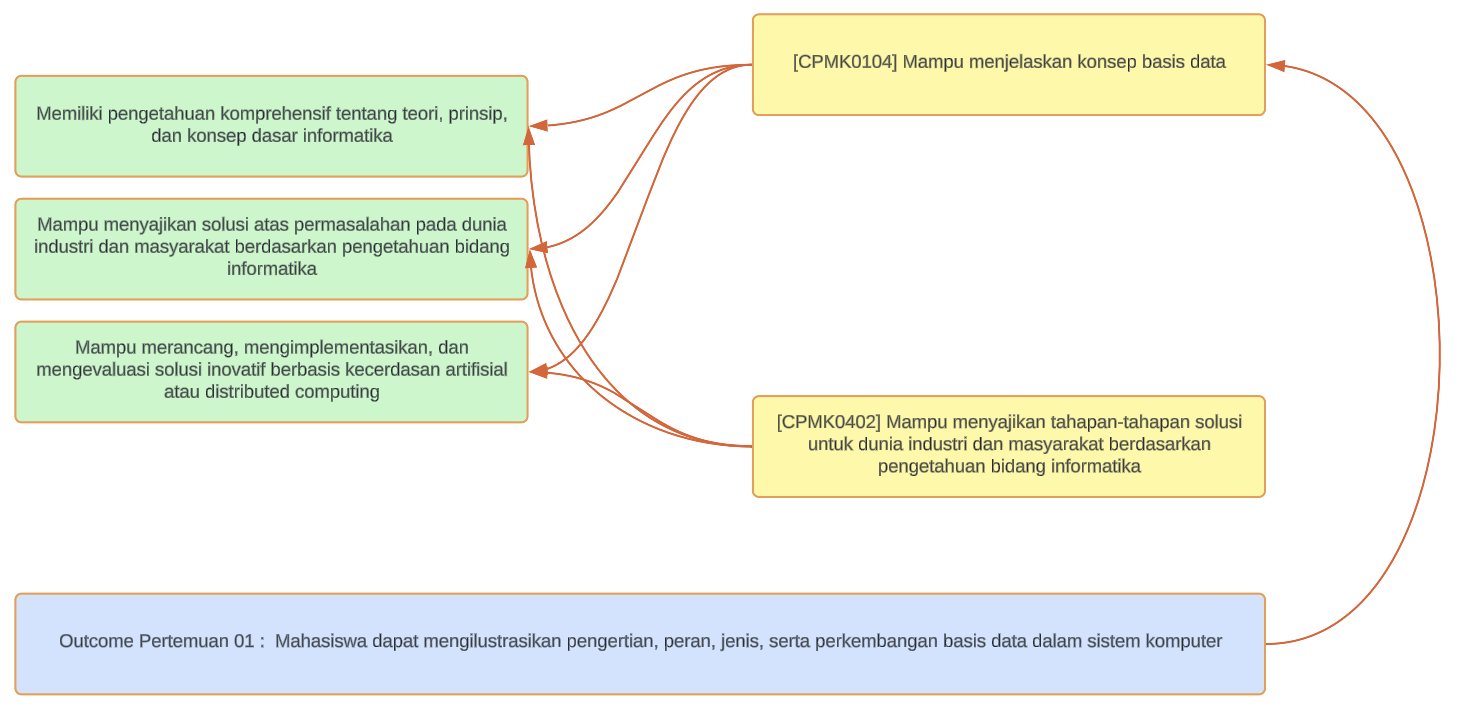 [CPMK0104] Mampu menjelaskan konsep basis data
Memiliki pengetahuan komprehensif tentang teori, prinsip,
dan konsep dasar informatika
Mampu menyajikan solusi atas permasalahan pada dunia
industri dan masyarakat berdasarkan pengetahuan bidang
informatika
Mampu merancang, mengimplementasikan, dan
mengevaluasi solusi inovatif berbasis kecerdasan artifisial
atau distributed computing
[CPMK0402] Mampu menyajikan tahapan-tahapan solusi
untuk dunia industri dan masyarakat berdasarkan
pengetahuan bidang informatika
Outcome Pertemuan 01 :  Mahasiswa dapat mengilustrasikan pengertian, peran, jenis, serta perkembangan basis data dalam sistem komputer